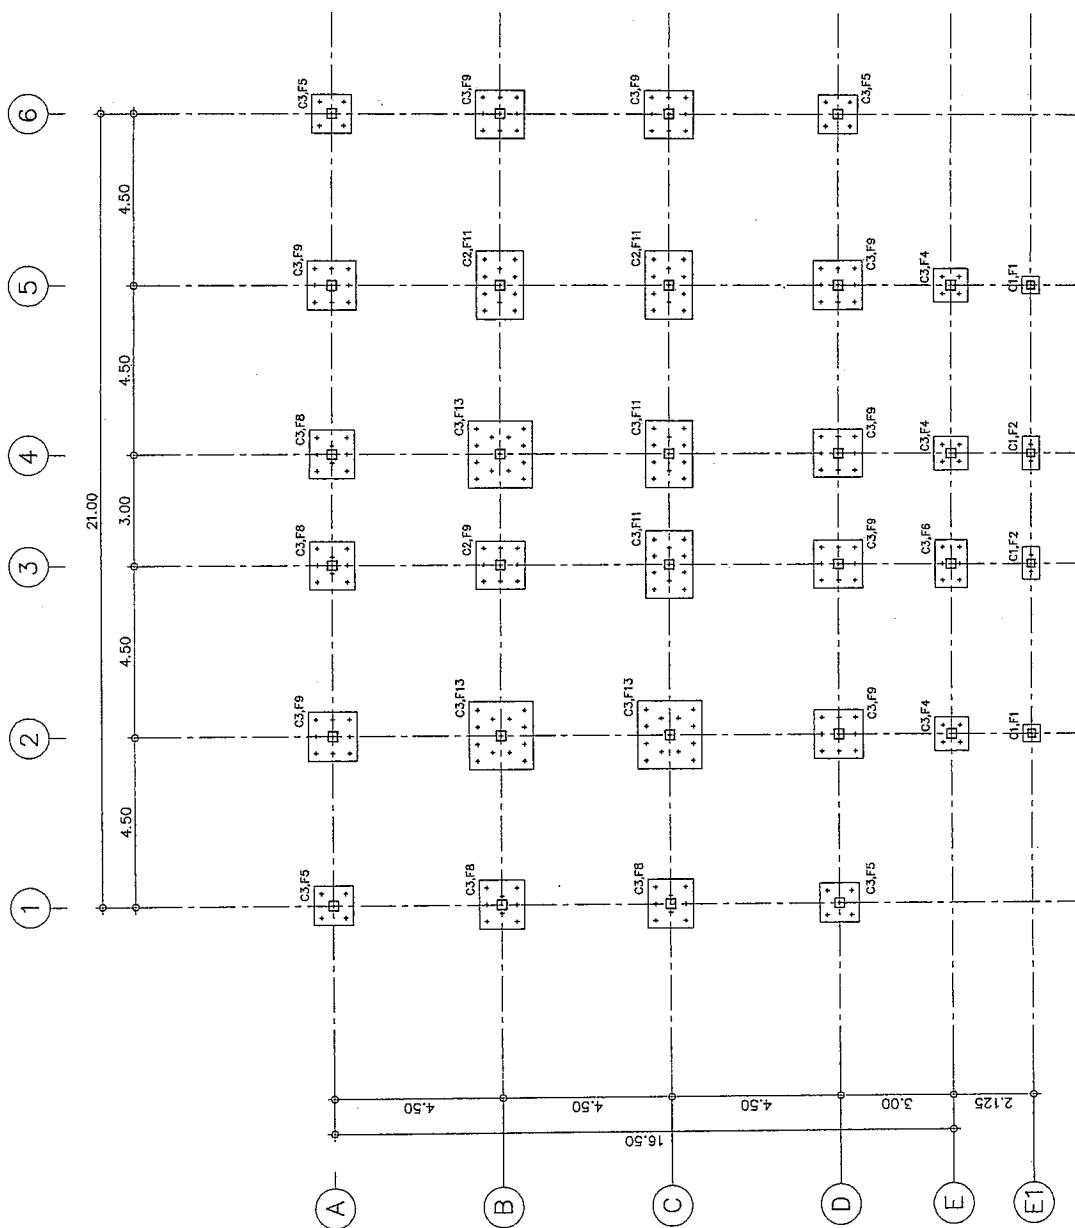 6
C3,F5
C3,F9
C3,F9
C3,F5
4.50
5
C3,F9
C2,F11
C2,F11
C3,F9
C3,F4
C1,F1
4.50
4
C3,F8
C3,F13
C3,F11
C3,F9
C3,F4
C1,F2
21.00
3.00
3
C3,F8
C2,F9
C3,F11
C3,F9
C3,F6
C1,F2
4.50
2
C3,F9
C3,F13
C3,F13
C3,F9
C3,F4
C1,F1
4.50
1
C3,F5
C3,F8
C3,F8
C3,F5
4.50
4.50
4.50
3.00
2.125
16.50
A
B
C
D
E
E1